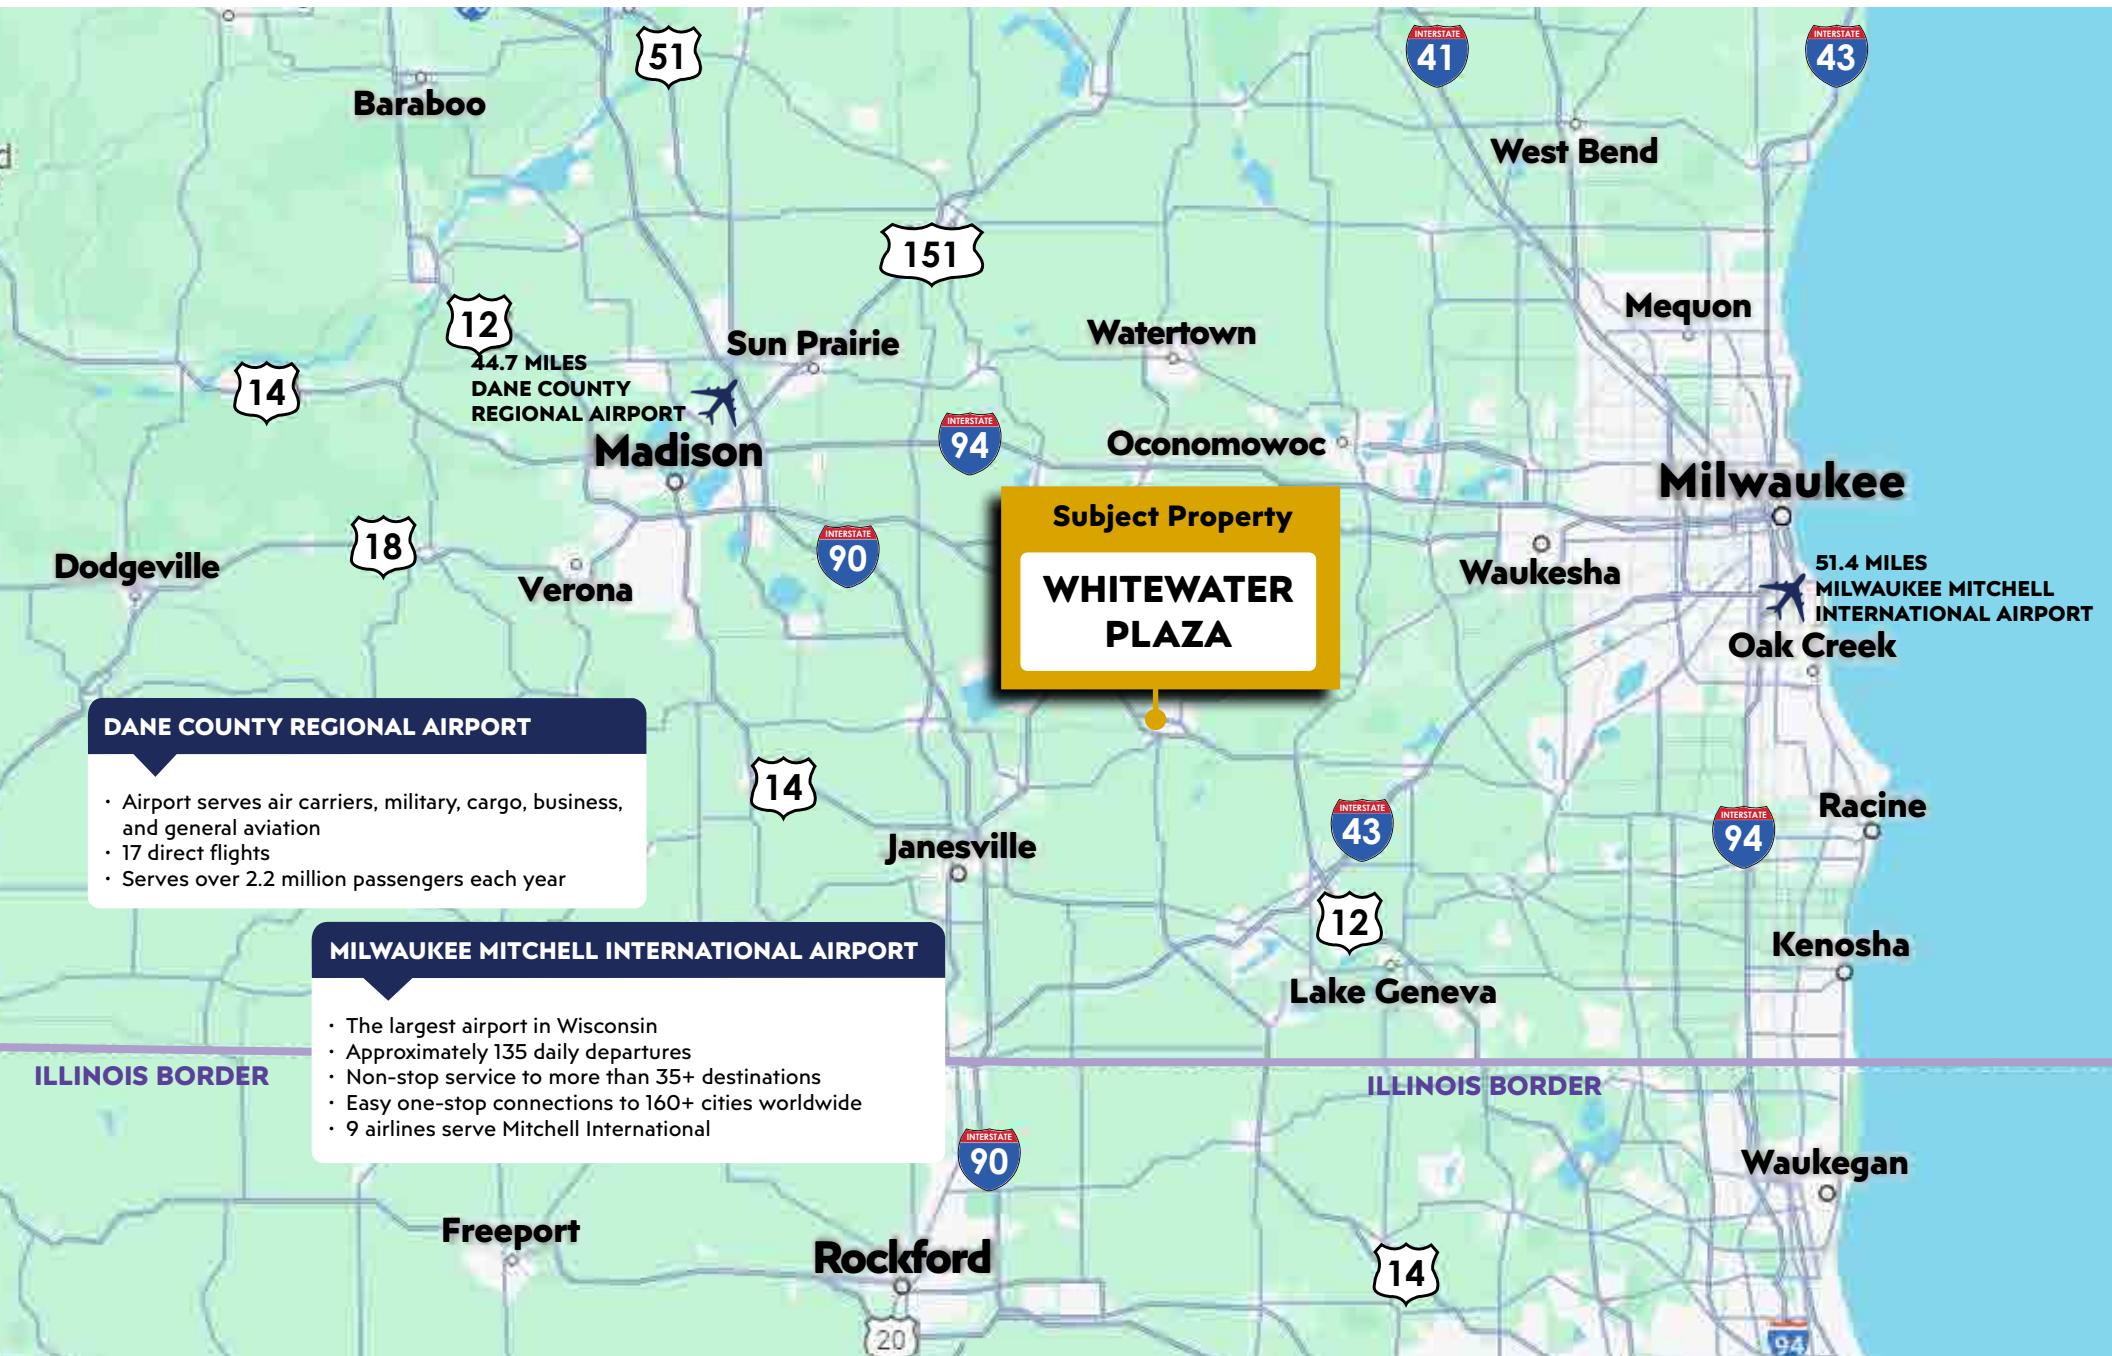 51
INTERSTATE
41
INTERSTATE
43
Baraboo
West Bend
d
151
Mequon
12
Sun Prairie
Watertown
44.7 MILES
DANE COUNTY
REGIONAL AIRPORT
14
INTERSTATE
94
Oconomowoc
Madison
Milwaukee
Subject Property
WHITEWATER
PLAZA
18
INTERSTATE
90
Dodgeville
Verona
Waukesha
51.4 MILES
MILWAUKEE MITCHELL
INTERNATIONAL AIRPORT
Oak Creek
DANE COUNTY REGIONAL AIRPORT
· Airport serves air carriers, military, cargo, business,
and general aviation
· 17 direct flights
· Serves over 2.2 million passengers each year
14
INTERSTATE
43
INTERSTATE
94
Racine
Janesville
12
Kenosha
Lake Geneva
MILWAUKEE MITCHELL INTERNATIONAL AIRPORT
· The largest airport in Wisconsin
· Approximately 135 daily departures
· Non-stop service to more than 35+ destinations
· Easy one-stop connections to 160+ cities worldwide
· 9 airlines serve Mitchell International
ILLINOIS BORDER
ILLINOIS BORDER
INTERSTATE
90
Waukegan
Freeport
Rockford
14
20
94